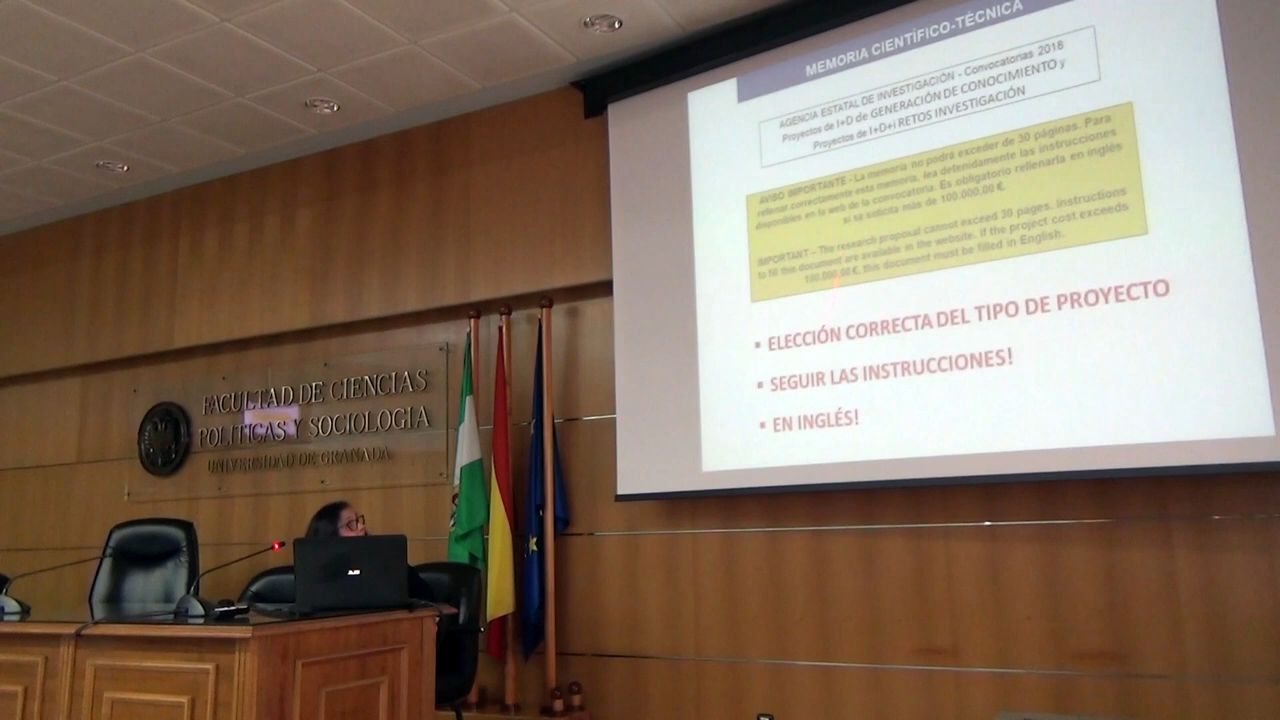 MEMORIA CIENTÍFICO-TÉCNICA
AGENCIA ESTATAL DE INVESTIGACIÓN - Convocatorias 2018
Proyectos de I+D de GENERACIÓN DE CONOCIMIENTO y
Proyectos de I+D+i RETOS INVESTIGACIÓN
AVISO IMPORTANTE - La memoria no podrá exceder de 30 páginas. Para
rellenar correctamente esta memoria, lea detenidamente las instrucciones
disponibles en la web de la convocatoria. Es obligatorio rellenarla en inglés
si se solicita más de 100.000,00 €.
IMPORTANT – The research proposal cannot exceed 30 pages. Instructions
to fill this document are available in the website. If the project cost exceeds
100.000,00 €, this document must be filled in English.
▪ ELECCIÓN CORRECTA DEL TIPO DE PROYECTO
▪ SEGUIR LAS INSTRUCCIONES!
▪ EN INGLÉS!
FACULTAD DE CIENCIAS
POLITICAS Y SOCIOLOGIA
UNIVERSIDAD DE GRANADA